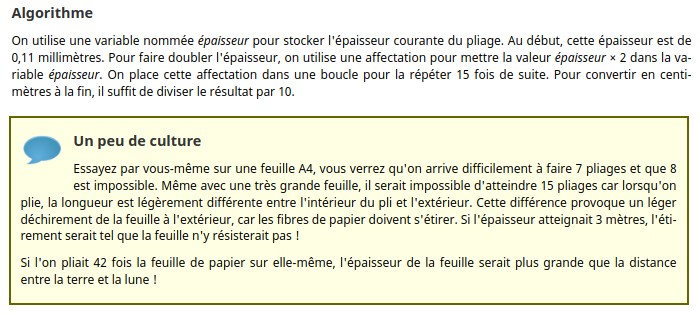 Algorithme
On utilise une variable nommée épaisseur pour stocker l'épaisseur courante du pliage. Au début, cette épaisseur est de
0,11 millimètres. Pour faire doubler l'épaisseur, on utilise une affectation pour mettre la valeur épaisseur × 2 dans la va-
riable épaisseur. On place cette affectation dans une boucle pour la répéter 15 fois de suite. Pour convertir en centi-
mètres à la fin, il suffit de diviser le résultat par 10.
Un peu de culture
Essayez par vous-même sur une feuille A4, vous verrez qu'on arrive difficilement à faire 7 pliages et que 8
est impossible. Même avec une très grande feuille, il serait impossible d'atteindre 15 pliages car lorsqu'on
plie, la longueur est légèrement différente entre l'intérieur du pli et l'extérieur. Cette différence provoque un léger
déchirement de la feuille à l'extérieur, car les fibres de papier doivent s'étirer. Si l'épaisseur atteignait 3 mètres, l'éti-
rement serait tel que la feuille n'y résisterait pas !
Si l'on pliait 42 fois la feuille de papier sur elle-même, l'épaisseur de la feuille serait plus grande que la distance
entre la terre et la lune !